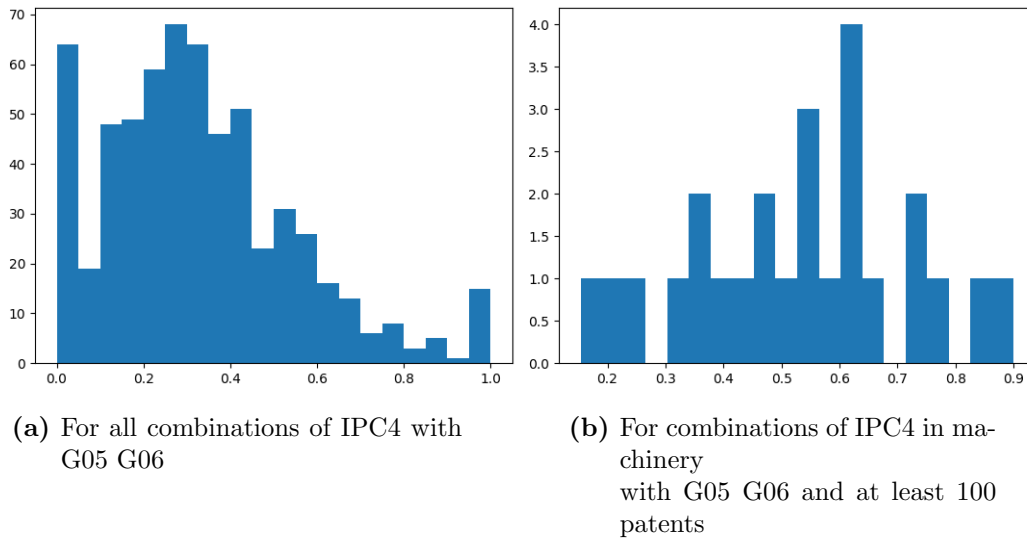 70
60
50
40
30
20
10
0
0.0 0.2 0.4 0.6 0.8 1.0
4.0
3.5
3.0
2.5
2.0
1.5
1.0
0.5
0.0
0.2 0.3 0.4 0.5 0.6 0.7 0.8 0.9
(a) For all combinations of IPC4 with
G05 G06
(b) For combinations of IPC4 in ma-
chinery
with G05 G06 and at least 100
patents